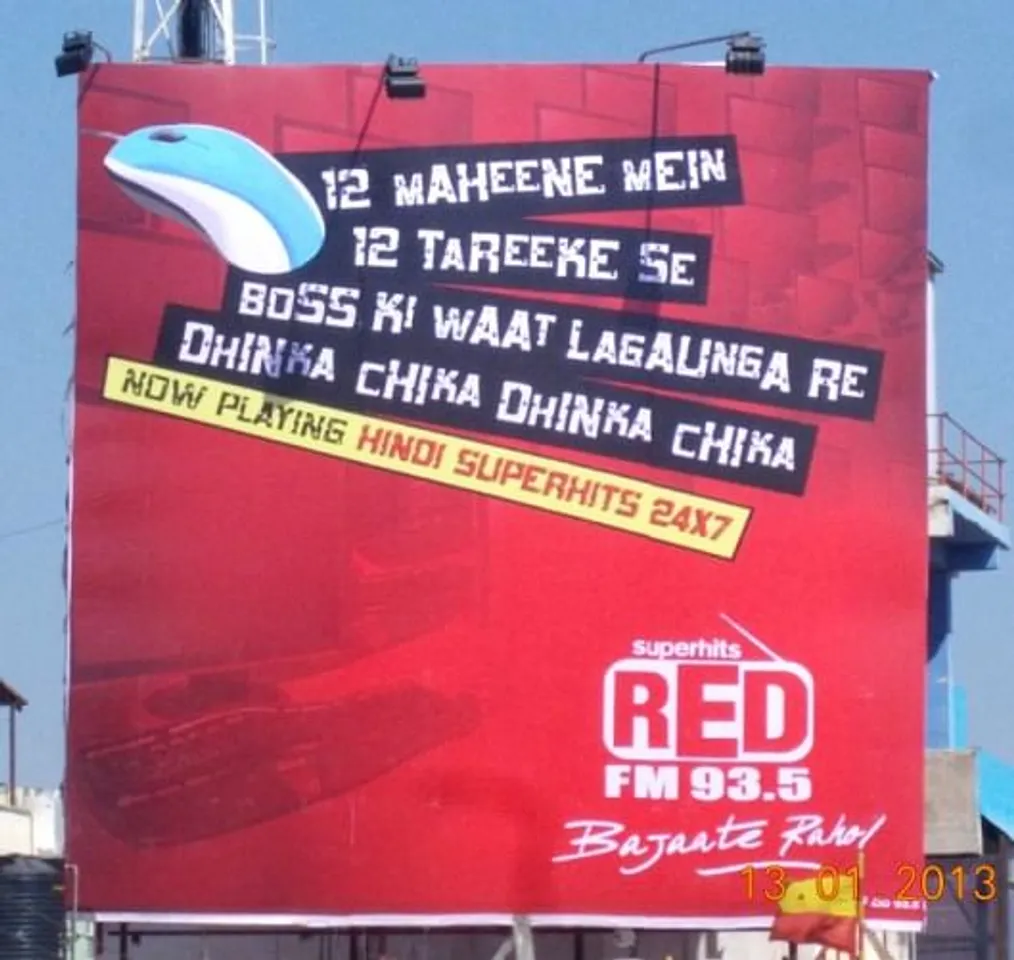 12 MAHEENE MEIN
12 TAREEKE SE
BOSS KI WAAT LAGAUNGA RE
DHINKA CHIKA DHINKA CHIKA
NOW PLAYING HINDI SUPERHITS 24X7
superhits
RED
FM 93.5
Bajaate Raho!
13.01.2013